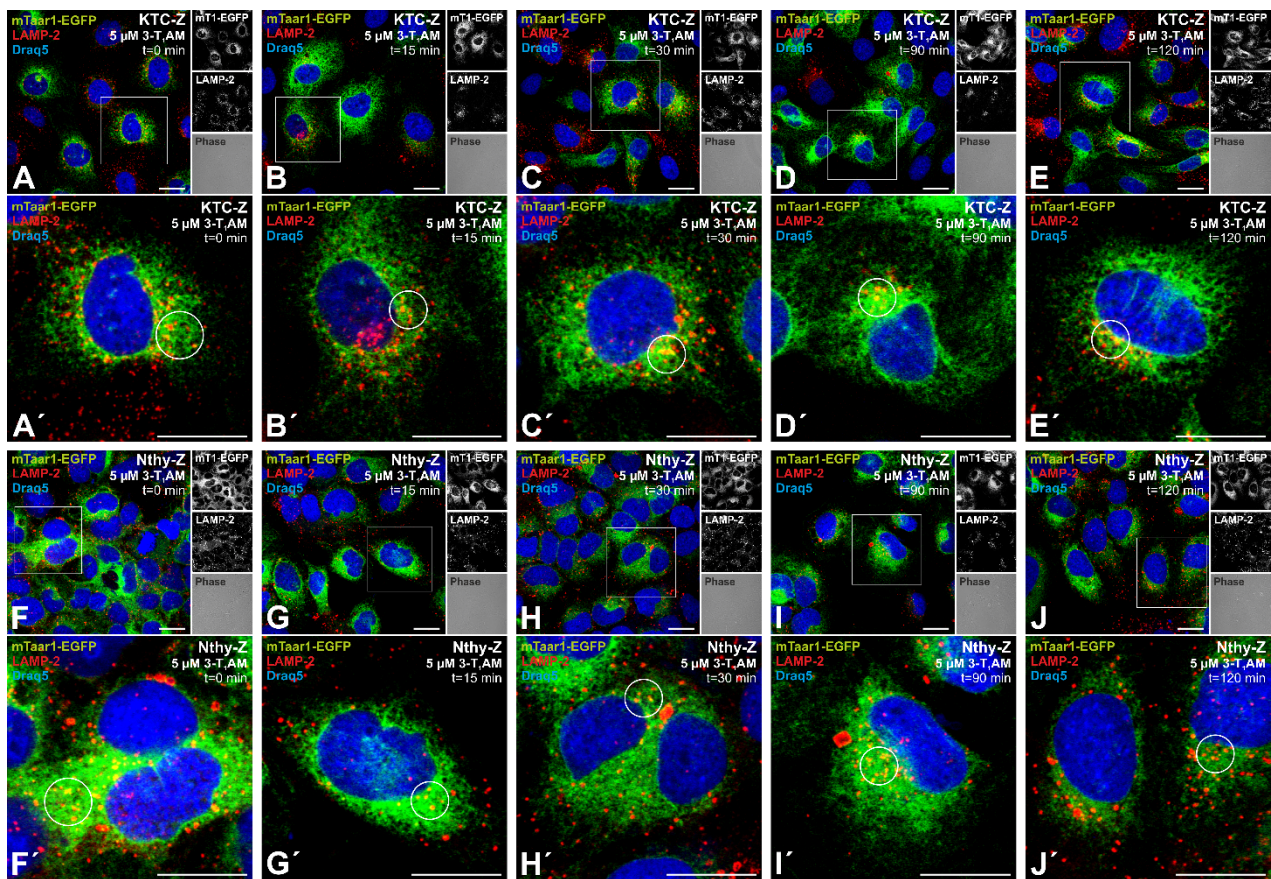 mTaar1-EGFP KTC-Z mT1-EGFP
LAMP-2 5 µM 3-T₁AM
Draq5 t=0 min
LAMP-2
Phase
A
mTaar1-EGFP KTC-Z mT1-EGFP
LAMP-2 5 µM 3-T₁AM
Draq5 t=15 min
LAMP-2
Phase
B
mTaar1-EGFP KTC-Z mT1-EGFP
LAMP-2 5 µM 3-T₁AM
Draq5 t=30 min
LAMP-2
Phase
C
mTaar1-EGFP KTC-Z mT1-EGFP
LAMP-2 5 µM 3-T₁AM
Draq5 t=90 min
LAMP-2
Phase
D
mTaar1-EGFP KTC-Z mT1-EGFP
LAMP-2 5 µM 3-T₁AM
Draq5 t=120 min
LAMP-2
Phase
E
mTaar1-EGFP KTC-Z
LAMP-2 5 µM 3-T₁AM
Draq5 t=0 min
A´
mTaar1-EGFP KTC-Z
LAMP-2 5 µM 3-T₁AM
Draq5 t=15 min
B´
mTaar1-EGFP KTC-Z
LAMP-2 5 µM 3-T₁AM
Draq5 t=30 min
C´
mTaar1-EGFP KTC-Z
LAMP-2 5 µM 3-T₁AM
Draq5 t=90 min
D´
mTaar1-EGFP KTC-Z
LAMP-2 5 µM 3-T₁AM
Draq5 t=120 min
E´
mTaar1-EGFP Nthy-Z mT1-EGFP
LAMP-2 5 µM 3-T₁AM
Draq5 t=0 min
LAMP-2
Phase
F
mTaar1-EGFP Nthy-Z mT1-EGFP
LAMP-2 5 µM 3-T₁AM
Draq5 t=15 min
LAMP-2
Phase
G
mTaar1-EGFP Nthy-Z mT1-EGFP
LAMP-2 5 µM 3-T₁AM
Draq5 t=30 min
LAMP-2
Phase
H
mTaar1-EGFP Nthy-Z mT1-EGFP
LAMP-2 5 µM 3-T₁AM
Draq5 t=90 min
LAMP-2
Phase
I
mTaar1-EGFP Nthy-Z mT1-EGFP
LAMP-2 5 µM 3-T₁AM
Draq5 t=120 min
LAMP-2
Phase
J
mTaar1-EGFP Nthy-Z
LAMP-2 5 µM 3-T₁AM
Draq5 t=0 min
F´
mTaar1-EGFP Nthy-Z
LAMP-2 5 µM 3-T₁AM
Draq5 t=15 min
G´
mTaar1-EGFP Nthy-Z
LAMP-2 5 µM 3-T₁AM
Draq5 t=30 min
H´
mTaar1-EGFP Nthy-Z
LAMP-2 5 µM 3-T₁AM
Draq5 t=90 min
I´
mTaar1-EGFP Nthy-Z
LAMP-2 5 µM 3-T₁AM
Draq5 t=120 min
J´